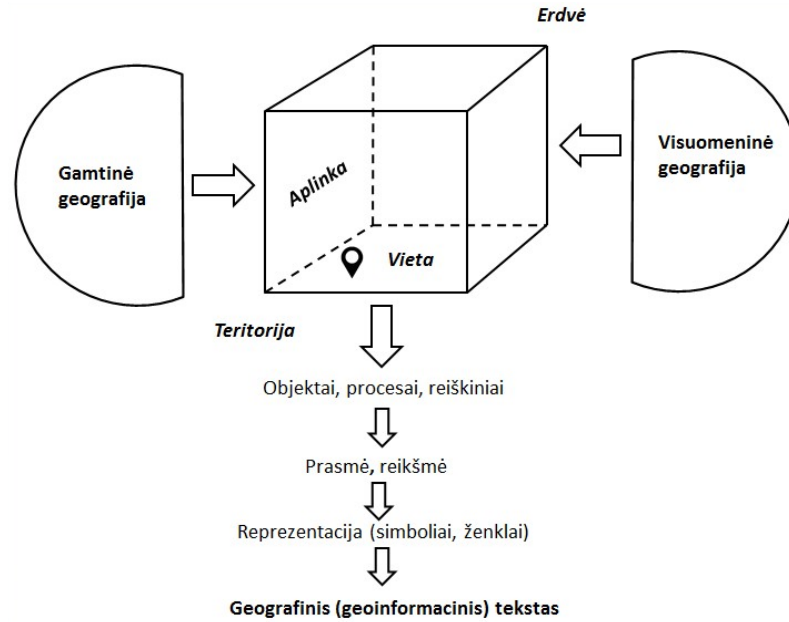 Erdvė
Gamtinė
geografija
Aplinka
Visuomeninė
geografija
Vieta
Teritorija
Objektai, procesai, reiškiniai
Prasmė, reikšmė
Reprezentacija (simboliai, ženklai)
Geografinis (geoinformacinis) tekstas